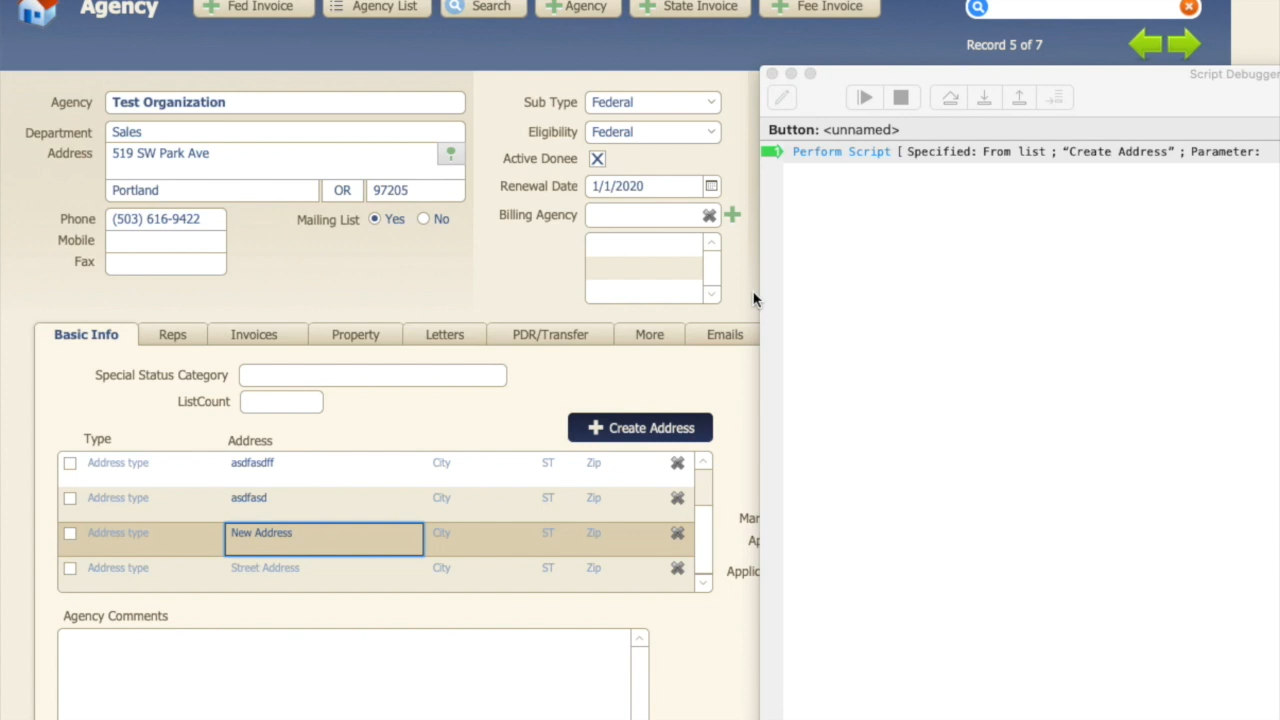 Agency
Fed Invoice
Agency List
Search
Agency
State Invoice
Fee Invoice
Record 5 of 7
Agency Test Organization
Department Sales
Address 519 SW Park Ave
Portland OR 97205
Phone (503) 616-9422
Mailing List Yes No
Mobile
Fax
Sub Type Federal
Eligibility Federal
Active Donee
Renewal Date 1/1/2020
Billing Agency
Script Debugger
Button: <unnamed>
1 Perform Script [ Specified: From list ; “Create Address” ; Parameter:
Basic Info Reps Invoices Property Letters PDR/Transfer More Emails
Special Status Category
ListCount
Create Address
Type Address
Address type asdfasdff City ST Zip
Address type asdfasd City ST Zip
Address type New Address City ST Zip
Address type Street Address City ST Zip
Mar
Ap
Applic
Agency Comments